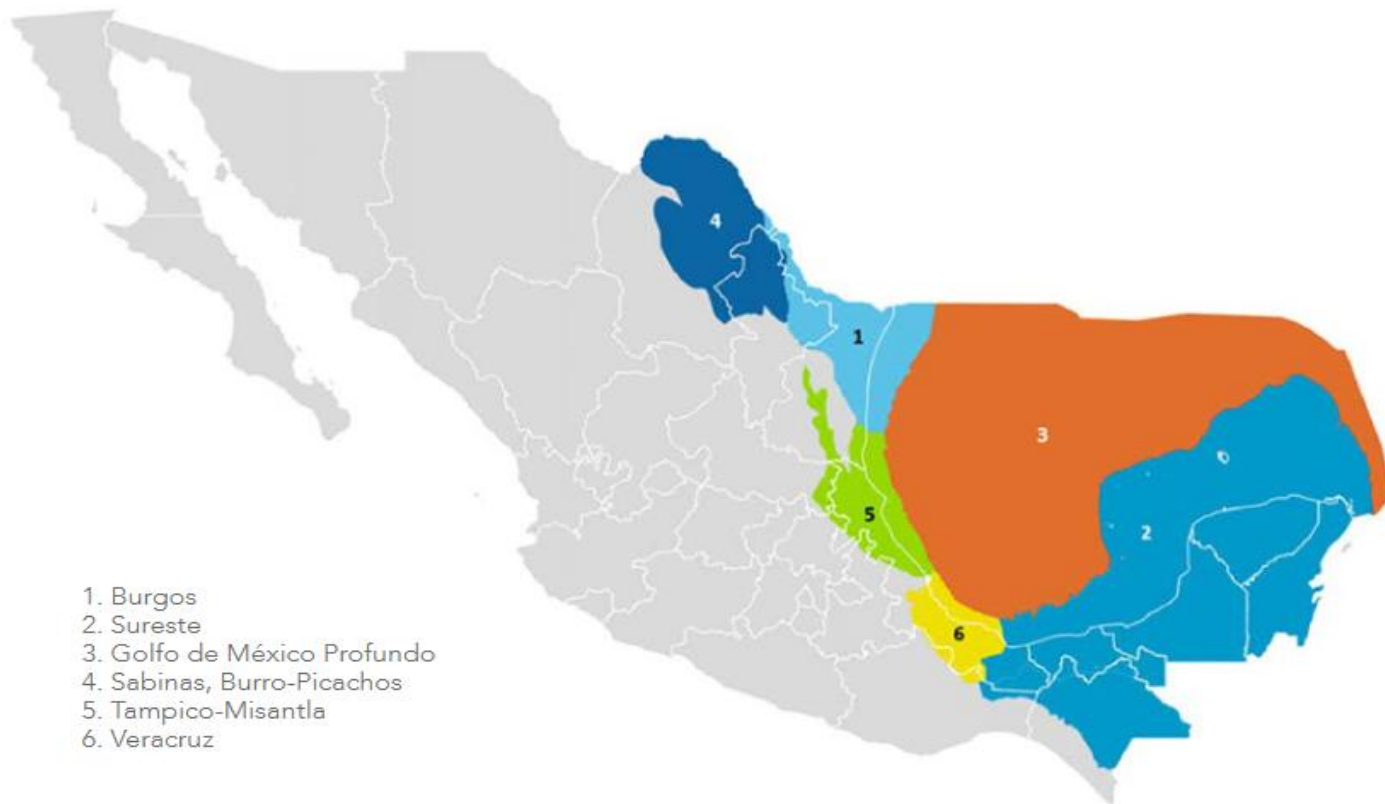 4
1
3
2
5
6
1. Burgos
2. Sureste
3. Golfo de México Profundo
4. Sabinas, Burro-Picachos
5. Tampico-Misantla
6. Veracruz